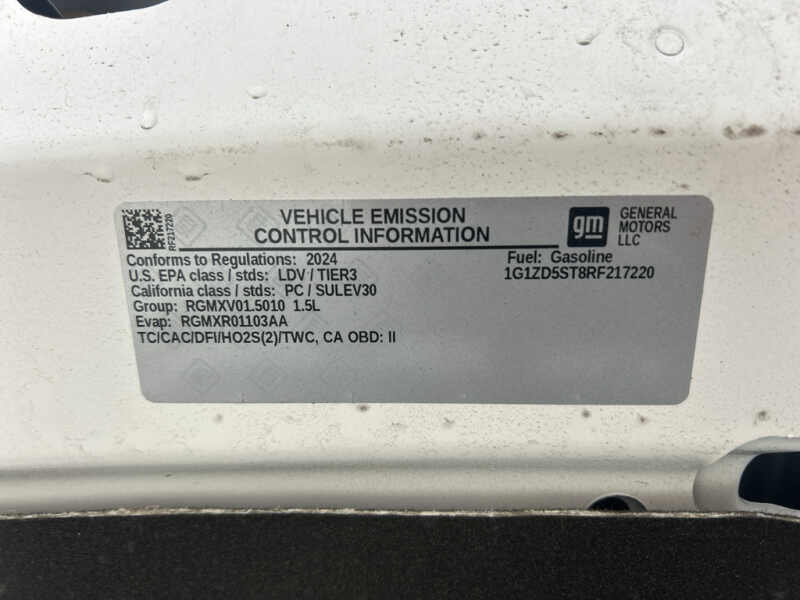 RF217220
VEHICLE EMISSION
CONTROL INFORMATION
gm
GENERAL
MOTORS
LLC
Conforms to Regulations: 2024
Fuel: Gasoline
U.S. EPA class / stds: LDV / TIER3
1G1ZD5ST8RF217220
California class / stds: PC / SULEV30
Group: RGMXV01.5010 1.5L
Evap: RGMXR01103AA
TC/CAC/DFI/HO2S(2)/TWC, CA OBD: II